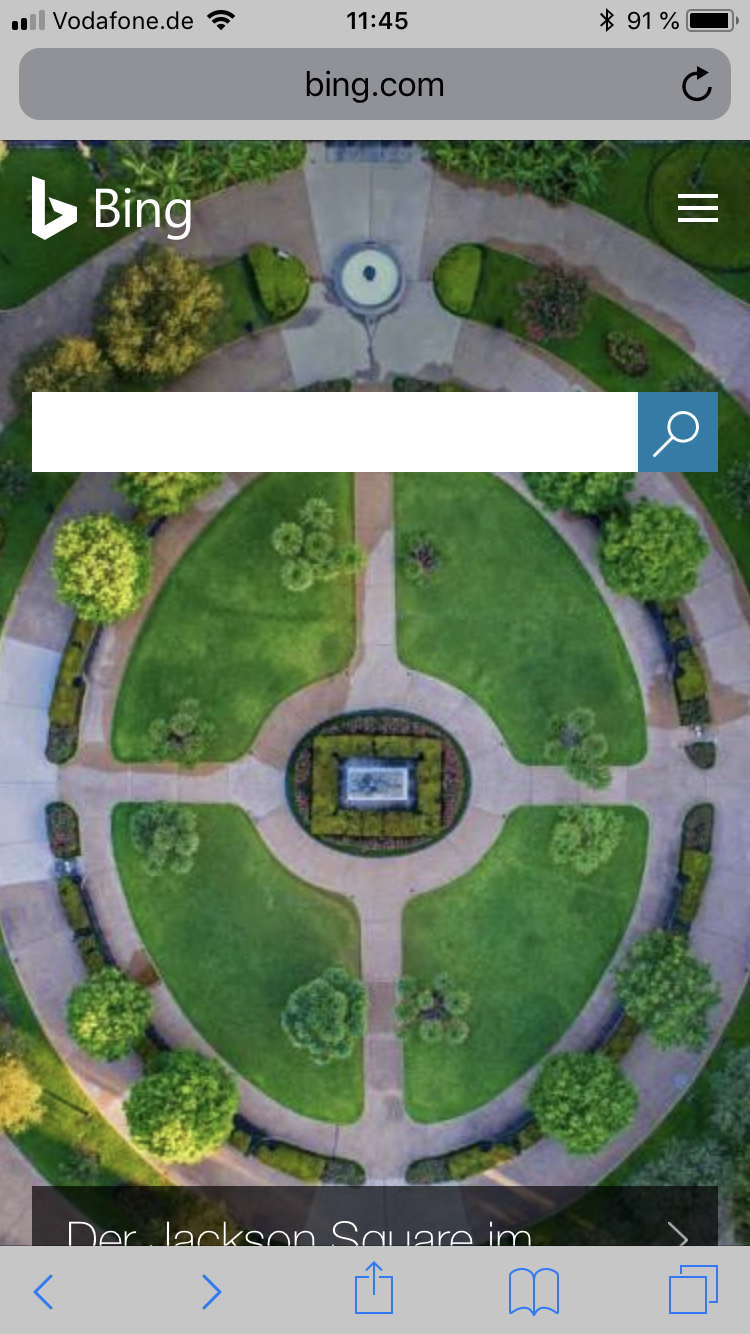 Vodafone.de 11:45 91 %
bing.com
Bing
Der Jackson Square im